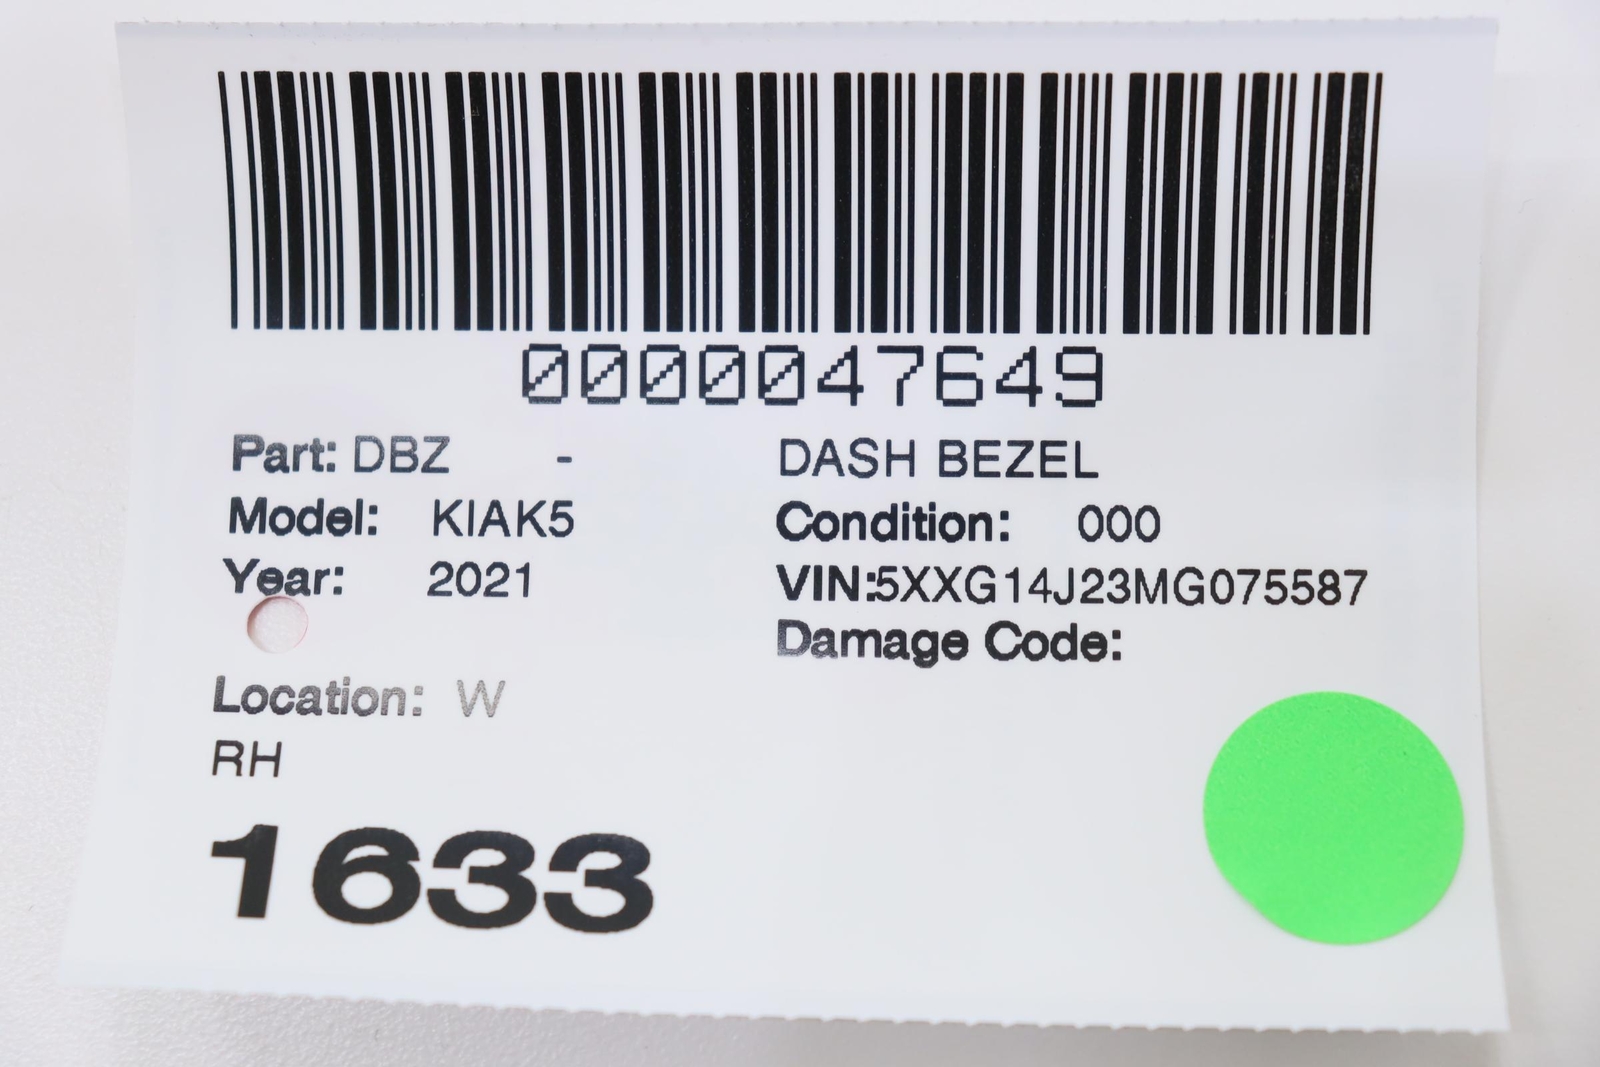 0000047649
Part: DBZ - DASH BEZEL
Model: KIAK5 Condition: 000
Year: 2021 VIN:5XXG14J23MG075587
Damage Code:
Location: W
RH
1633